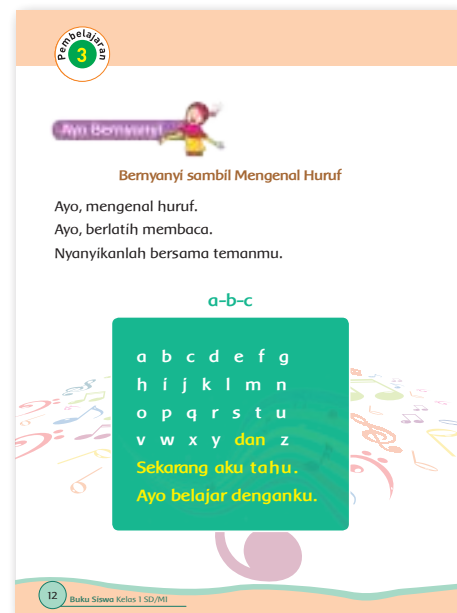 Pembelajaran
3
Ayo Bernyanyi
Bernyanyi sambil Mengenal Huruf
Ayo, mengenal huruf.
Ayo, berlatih membaca.
Nyanyikanlah bersama temanmu.
a-b-c
a b c d e f g
h i j k l m n
o p q r s t u
v w x y dan z
Sekarang aku tahu.
Ayo belajar denganku.
12 Buku Siswa Kelas I SD/MI